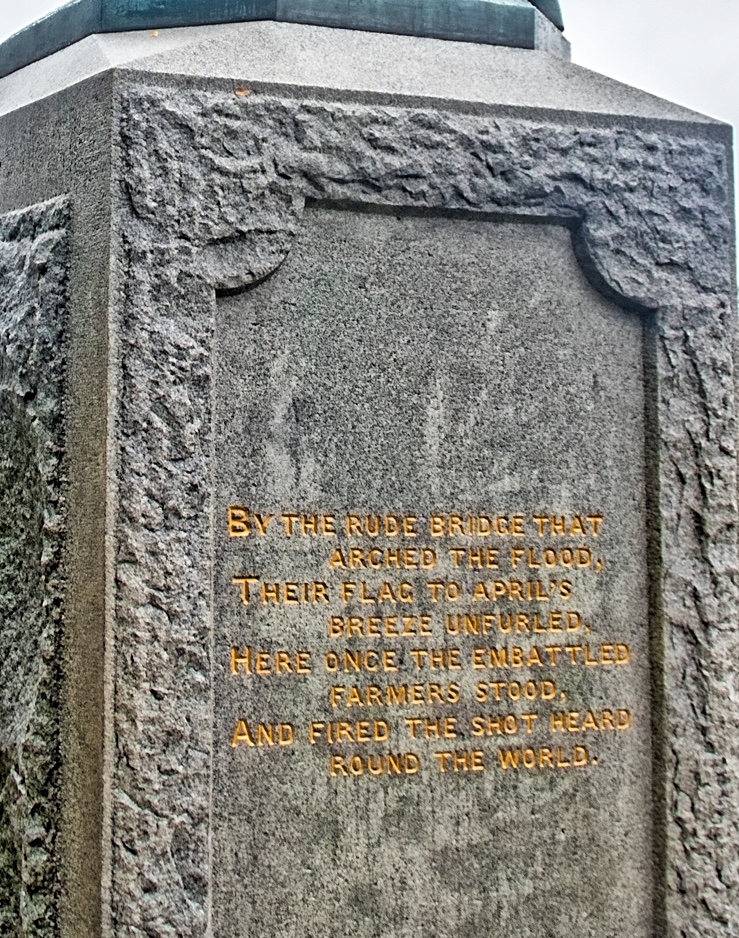 BY THE RUDE BRIDGE THAT
ARCHED THE FLOOD,
THEIR FLAG TO APRIL'S
BREEZE UNFURLED,
HERE ONCE THE EMBATTLED
FARMERS STOOD,
AND FIRED THE SHOT HEARD
ROUND THE WORLD.